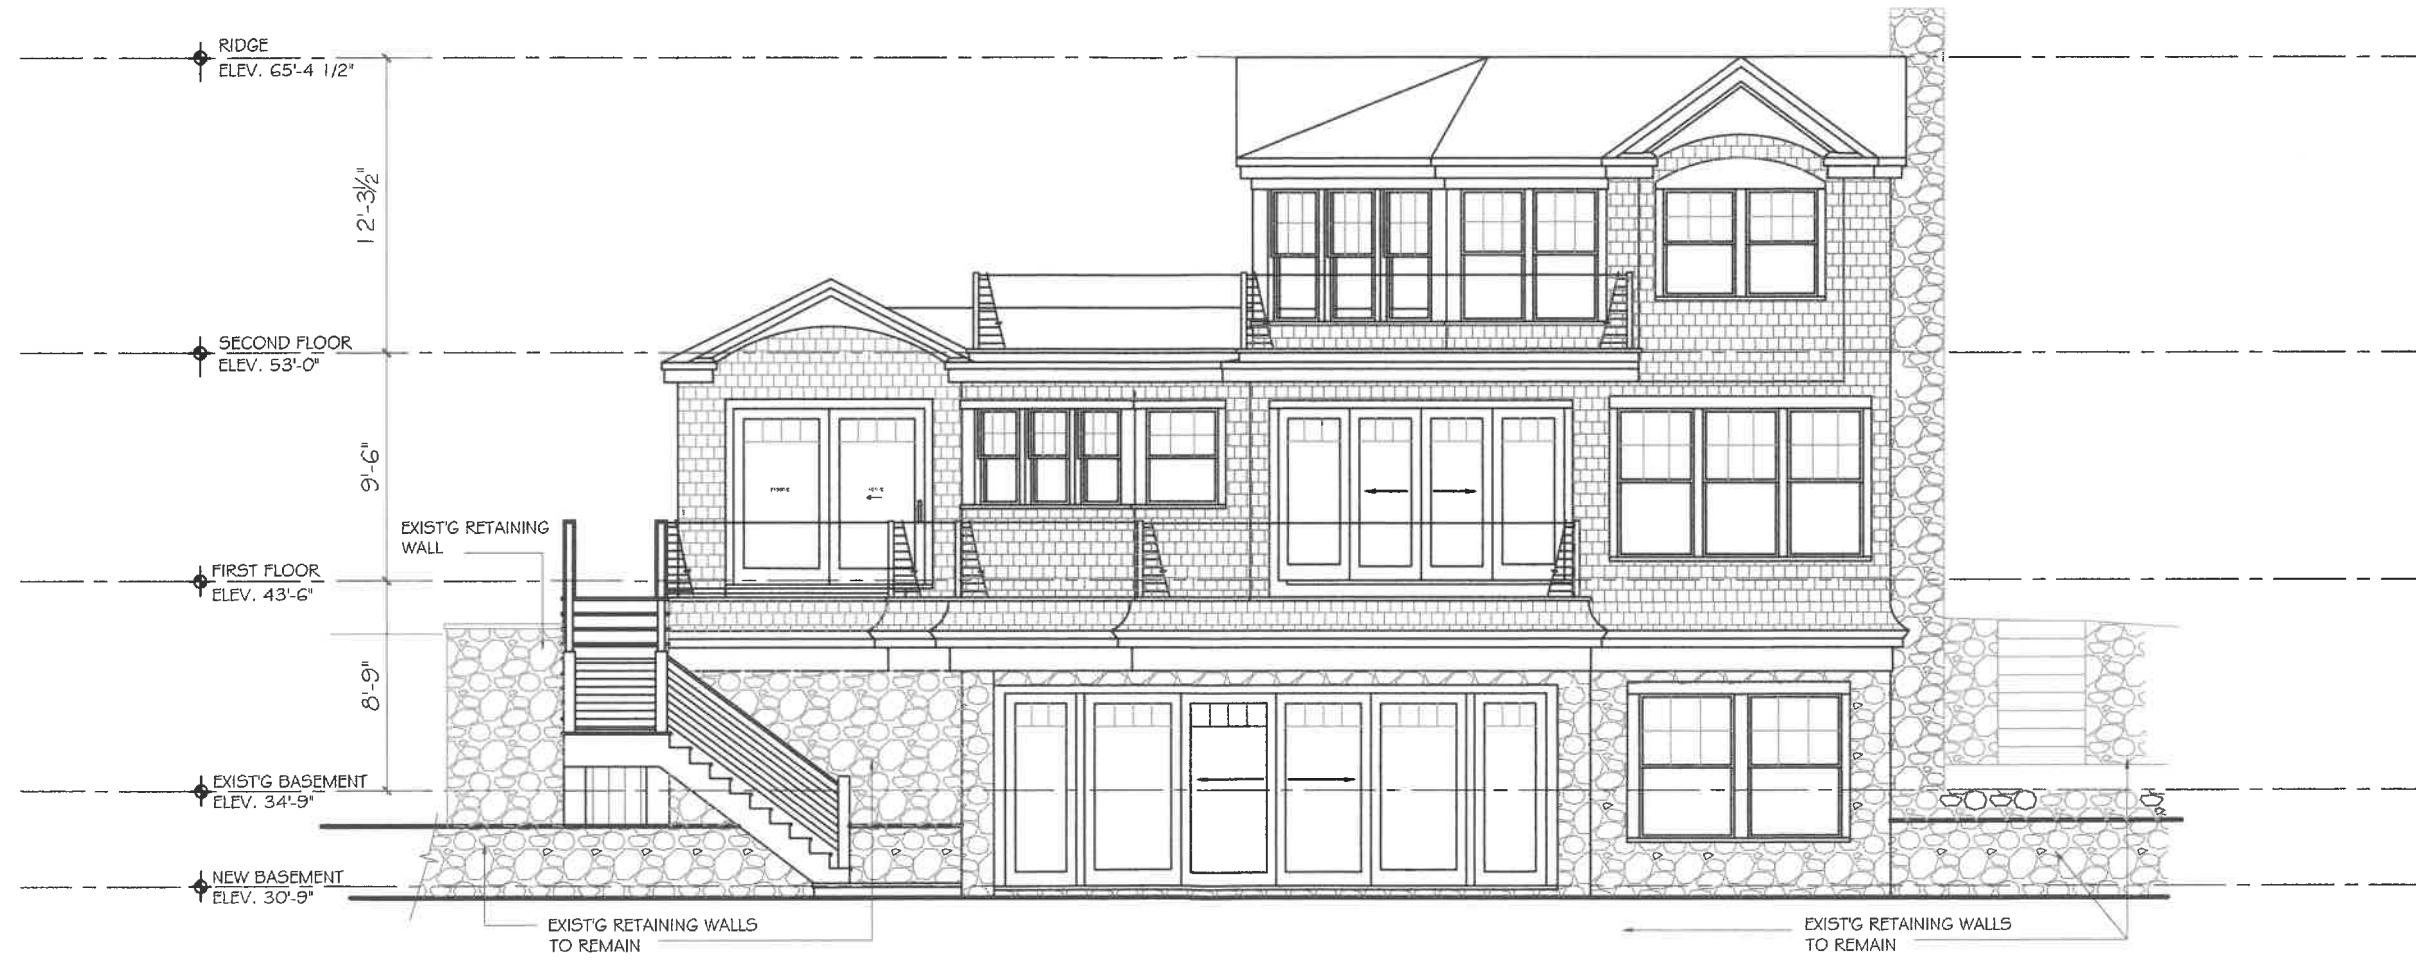 RIDGE
ELEV. 65'-4 1/2"
12'-3½"
SECOND FLOOR
ELEV. 53'-0"
9'-6"
EXIST'G RETAINING
WALL
FIRST FLOOR
ELEV. 43'-6"
8'-9"
EXIST'G BASEMENT
ELEV. 34'-9"
NEW BASEMENT
ELEV. 30'-9"
EXIST'G RETAINING WALLS
TO REMAIN
EXIST'G RETAINING WALLS
TO REMAIN